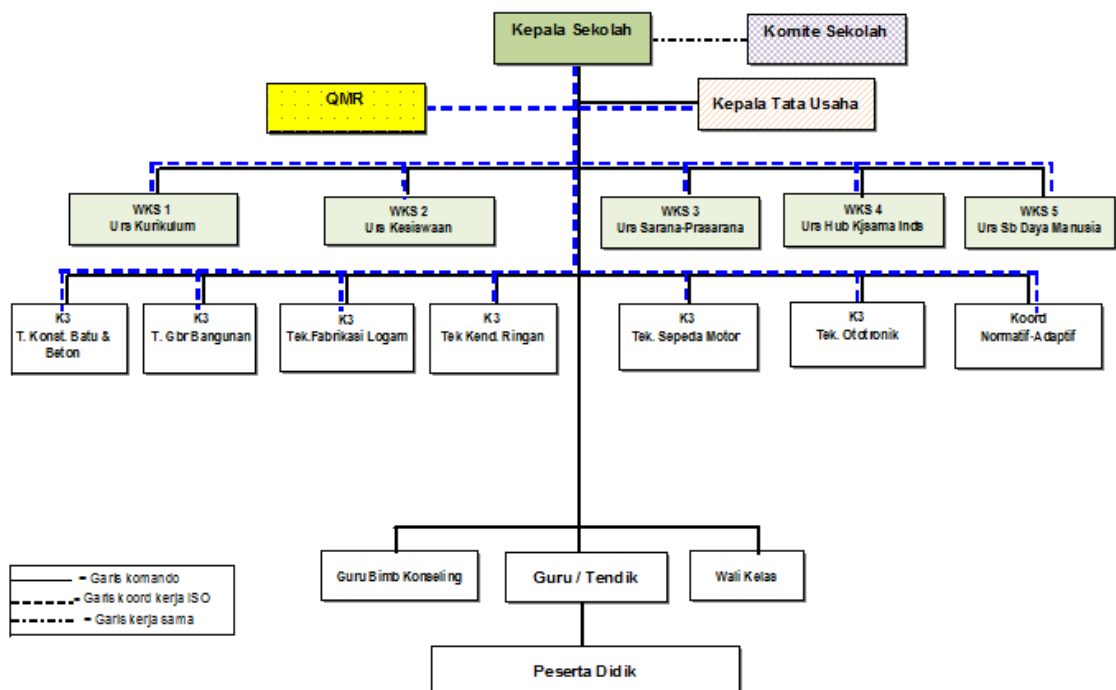 Kepala Sekolah
Komite Sekolah
QMR
Kepala Tata Usaha
WKS 1
Urs Kurikulum
WKS 2
Urs Kesiswaan
WKS 3
Urs Sarana-Prasarana
WKS 4
Urs Hub Kjsama Inds
WKS 5
Urs Sb Daya Manusia
K3
T. Konst. Batu &
Beton
K3
T. Gbr Bangunan
K3
Tek.Fabrikasi Logam
K3
Tek Kend. Ringan
K3
Tek. Sepeda Motor
K3
Tek. Ototronik
Koord
Normatif-Adaptif
Guru Bimb Konseling
Guru / Tendik
Wali Kelas
= Garis komando
= Garis koord kerja ISO
= Garis kerja sama
Peserta Didik